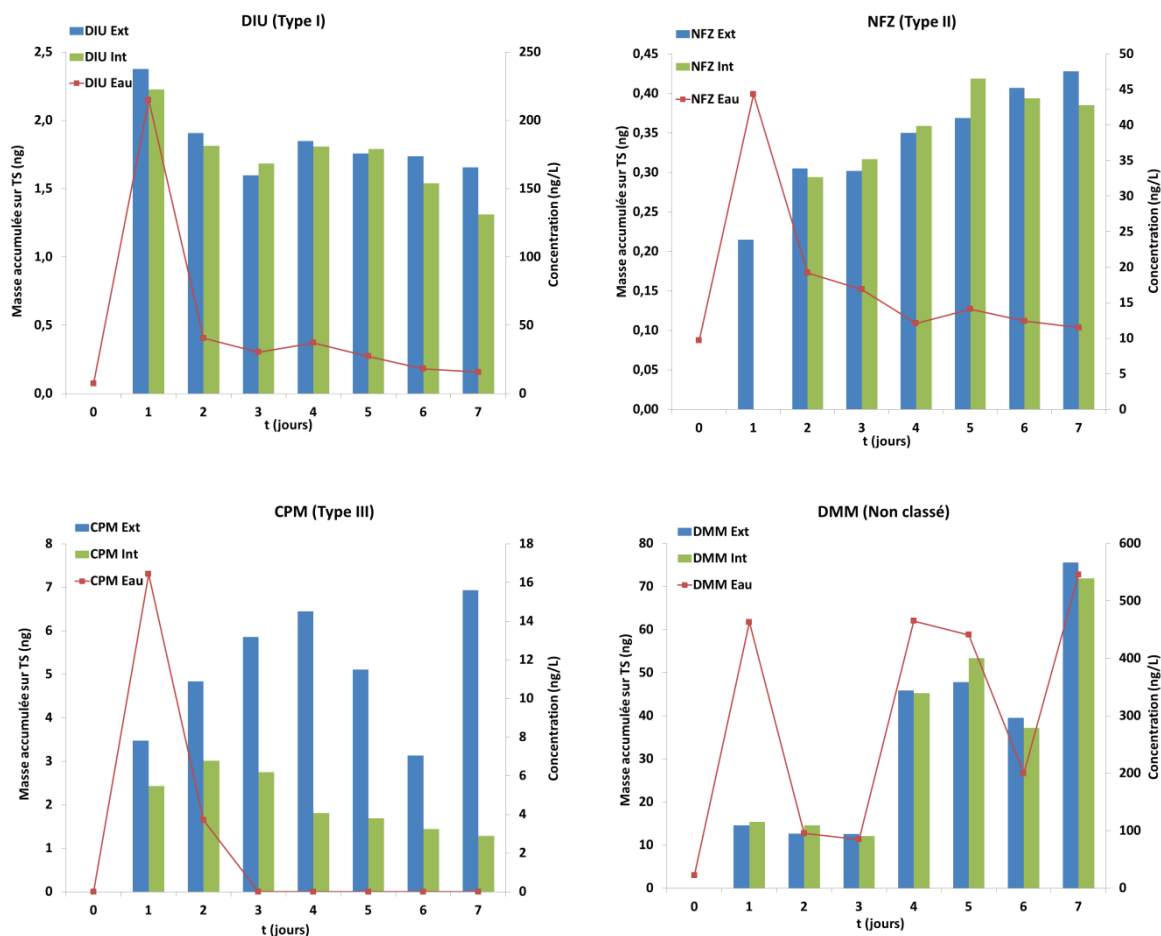 DIU (Type I)
DIU Ext
DIU Int
DIU Eau
Masse accumulée sur TS (ng)
2,5
2,0
1,5
1,0
0,5
0,0
250
200
150
100
50
0
Concentration (ng/L)
0 1 2 3 4 5 6 7
t (jours)
NFZ (Type II)
NFZ Ext
NFZ Int
NFZ Eau
Masse accumulée sur TS (ng)
0,45
0,40
0,35
0,30
0,25
0,20
0,15
0,10
0,05
0,00
50
45
40
35
30
25
20
15
10
5
0
Concentration (ng/L)
0 1 2 3 4 5 6 7
t (jours)
CPM (Type III)
CPM Ext
CPM Int
CPM Eau
Masse accumulée sur TS (ng)
8
7
6
5
4
3
2
1
0
18
16
14
12
10
8
6
4
2
0
Concentration (ng/L)
0 1 2 3 4 5 6 7
t (jours)
DMM (Non classé)
DMM Ext
DMM Int
DMM Eau
Masse accumulée sur TS (ng)
80
70
60
50
40
30
20
10
0
600
500
400
300
200
100
0
Concentration (ng/L)
0 1 2 3 4 5 6 7
t (jours)